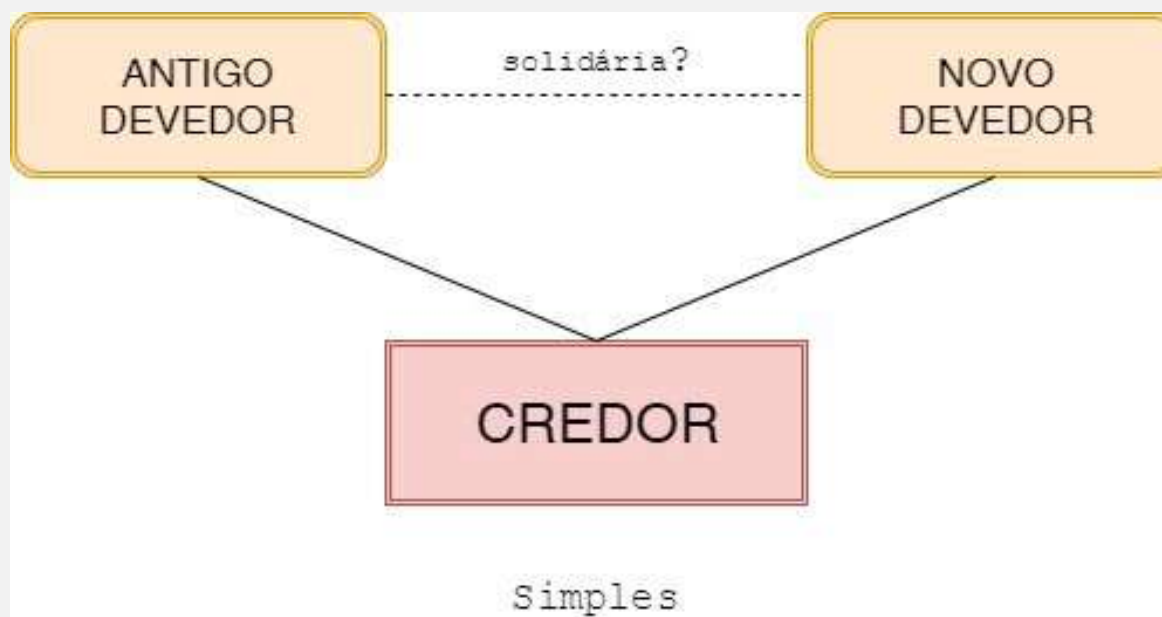 ANTIGO
DEVEDOR
solidária?
NOVO
DEVEDOR
CREDOR
Simples